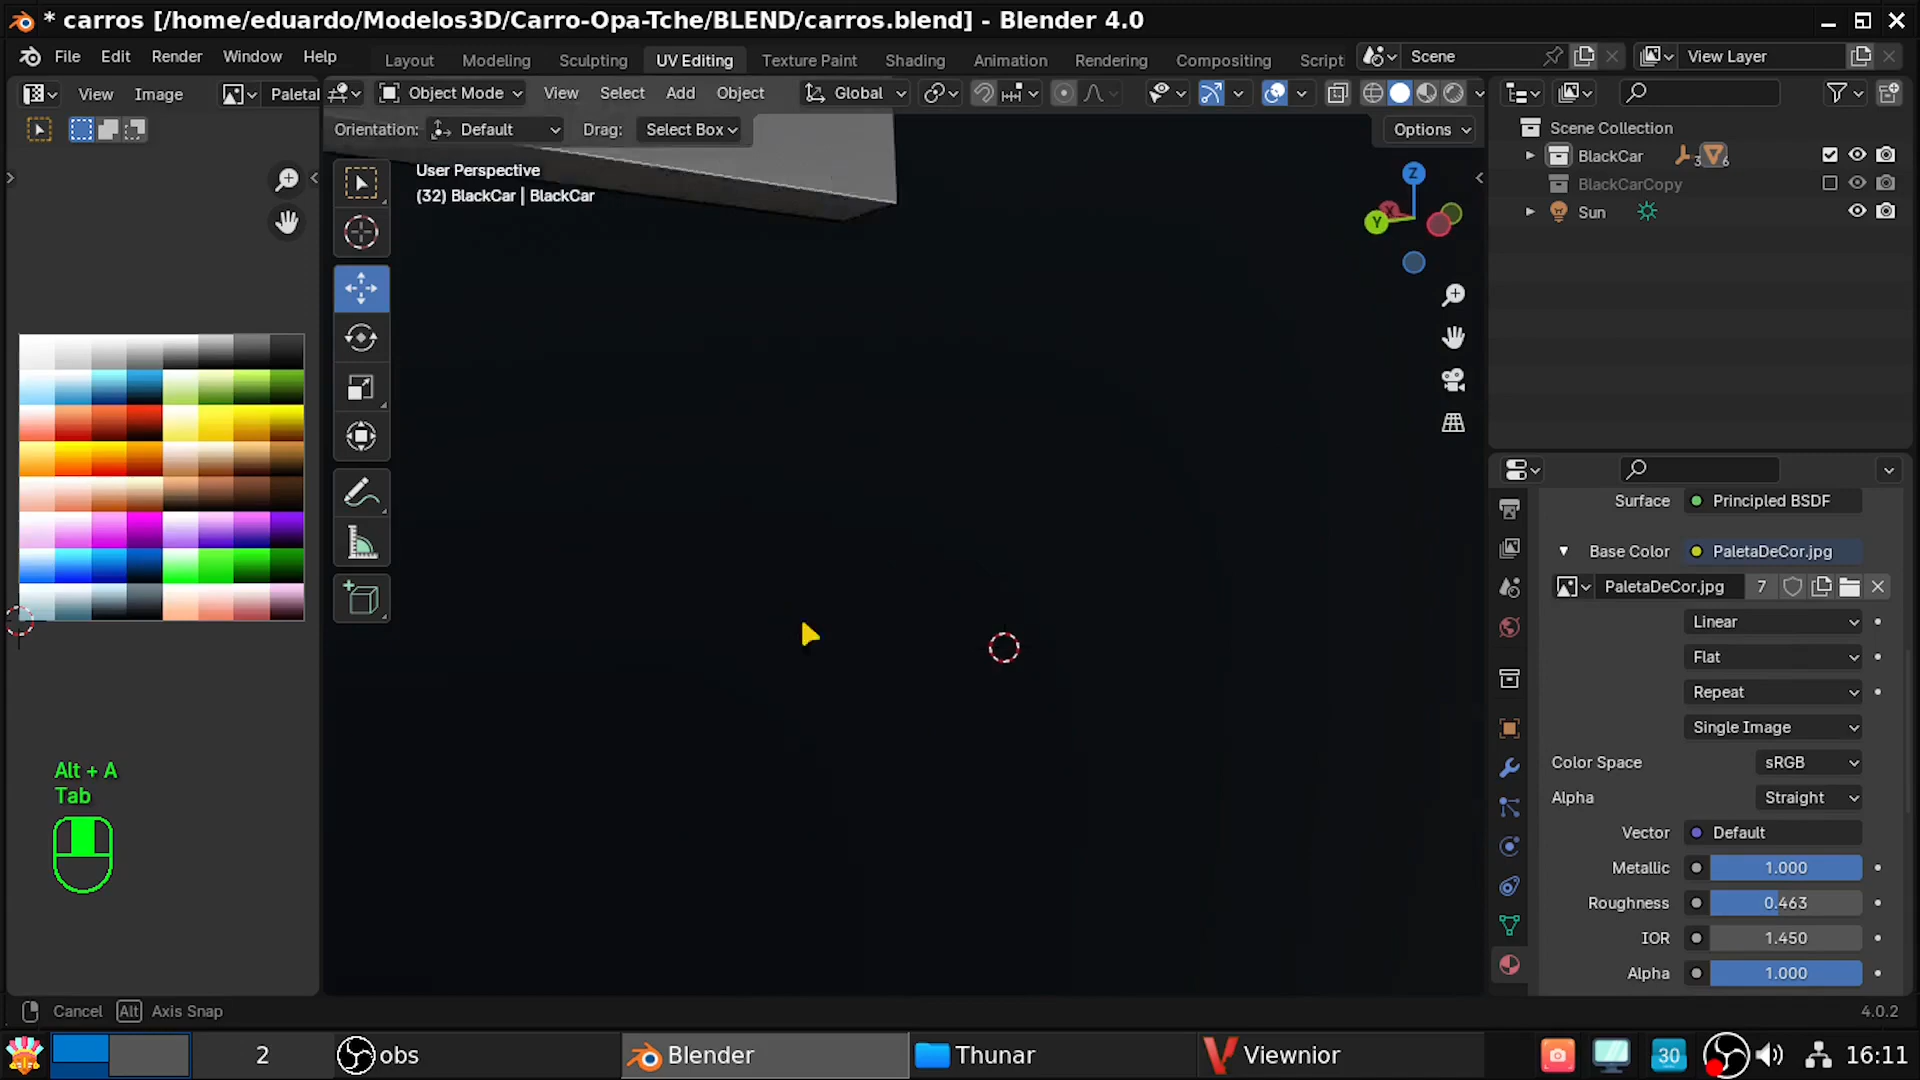 * carros [/home/eduardo/Modelos3D/Carro-Opa-Tche/BLEND/carros.blend] - Blender 4.0
File Edit Render Window Help Layout Modeling Sculpting UV Editing Texture Paint Shading Animation Rendering Compositing Script Scene View Layer
View Image Palet Object Mode View Select Add Object Global
Orientation: Default Drag: Select Box Options
User Perspective
(32) BlackCar | BlackCar
Z
Y
X
Scene Collection
BlackCar 3 6
BlackCarCopy
Sun
Surface Principled BSDF
Base Color PaletaDeCor.jpg
PaletaDeCor.jpg 7
Linear
Flat
Repeat
Single Image
Color Space sRGB
Alpha Straight
Vector Default
Metallic 1.000
Roughness 0.463
IOR 1.450
Alpha 1.000
Alt + A
Tab
Cancel Alt Axis Snap 4.0.2
2 obs Blender Thunar Viewnior 30 16:11